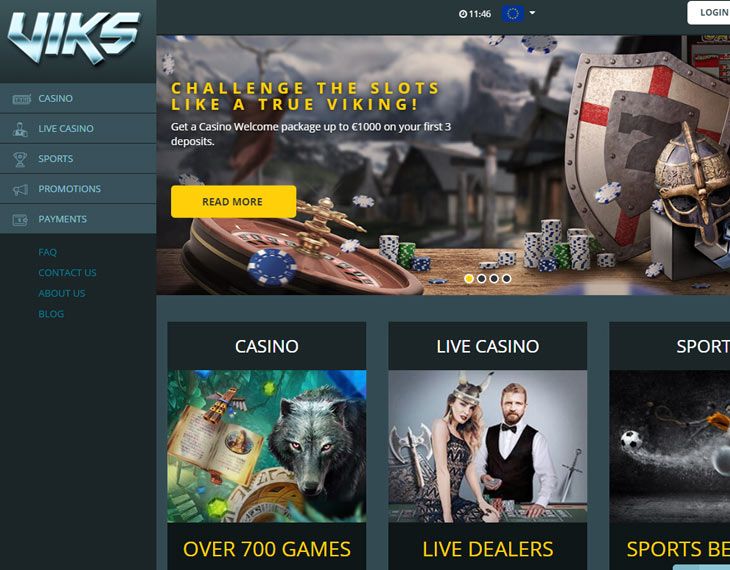 VIKS
11:46
LOGIN
CASINO
LIVE CASINO
SPORTS
PROMOTIONS
PAYMENTS
FAQ
CONTACT US
ABOUT US
BLOG
CHALLENGE THE SLOTS
LIKE A TRUE VIKING!
Get a Casino Welcome package up to €1000 on your first 3
deposits.
READ MORE
7
CASINO
LIVE CASINO
SPORT
OVER 700 GAMES
LIVE DEALERS
SPORTS BE